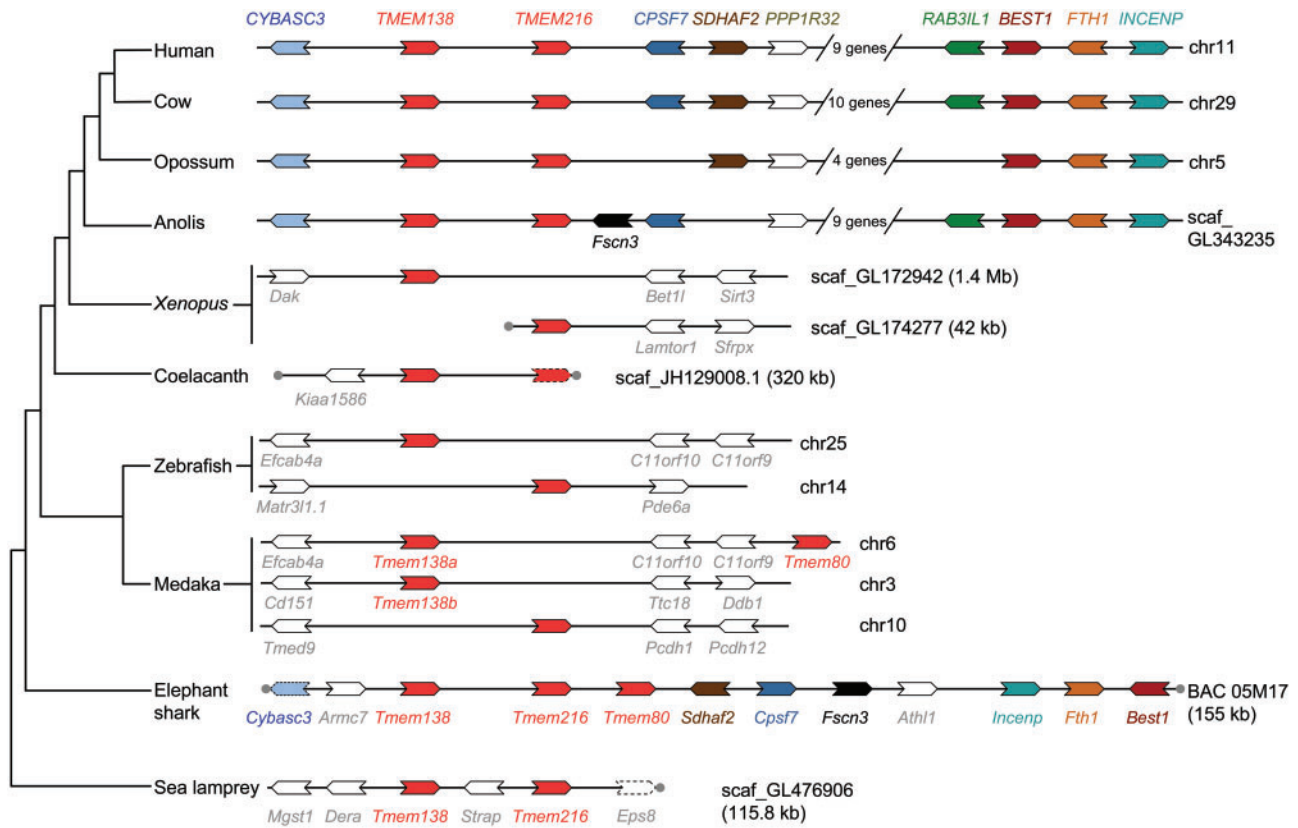 CYBASC3 TMEM138 TMEM216 CPSF7 SDHAF2 PPP1R32 RAB3IL1 BEST1 FTH1 INCENP
Human 9 genes chr11
Cow 10 genes chr29
Opossum 4 genes chr5
Anolis 9 genes scaf_
GL343235
Fscn3
Xenopus
scaf_GL172942 (1.4 Mb)
Dak Bet1l Sirt3
scaf_GL174277 (42 kb)
Lamtor1 Sfrpx
Coelacanth scaf_JH129008.1 (320 kb)
Kiaa1586
Zebrafish
chr25
Efcab4a C11orf10 C11orf9
chr14
Matr3l1.1 Pde6a
Medaka
chr6
Efcab4a Tmem138a C11orf10 C11orf9 Tmem80
chr3
Cd151 Tmem138b Ttc18 Ddb1
chr10
Tmed9 Pcdh1 Pcdh12
Elephant
shark
BAC 05M17
(155 kb)
Cybasc3 Armc7 Tmem138 Tmem216 Tmem80 Sdhaf2 Cpsf7 Fscn3 Athl1 Incenp Fth1 Best1
Sea lamprey scaf_GL476906
(115.8 kb)
Mgst1 Dera Tmem138 Strap Tmem216 Eps8